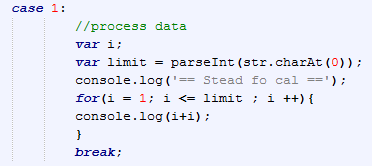 case 1:
//process data
var i;
var limit = parseInt(str.charAt(0));
console.log('== Stead fo cal ==');
for(i = 1; i <= limit ; i ++){
console.log(i+i);
}
break;